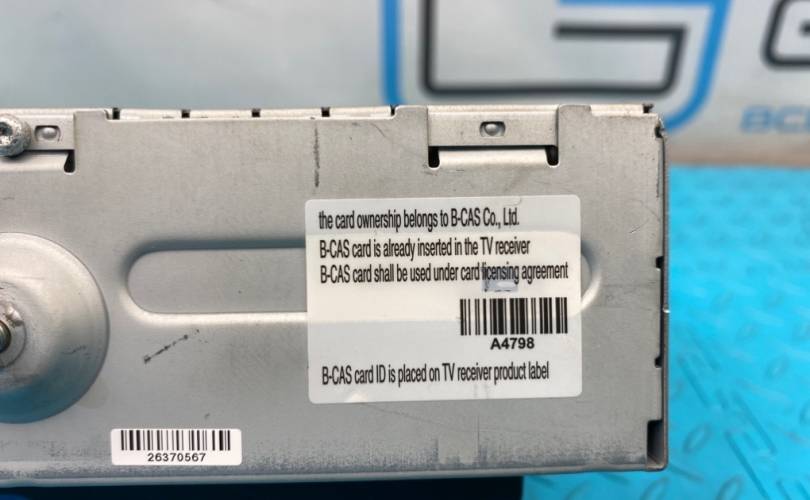 the card ownership belongs to B-CAS Co., Ltd.
B-CAS card is already inserted in the TV receiver
B-CAS card shall be used under card licensing agreement
A4798
B-CAS card ID is placed on TV receiver product label
26370567